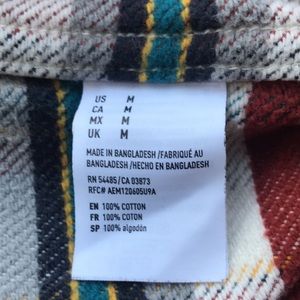 US M
CA M
MX M
UK M
MADE IN BANGLADESH /FABRIQUÉ AU
BANGLADESH /HECHO EN BANGLADESH
RN 54485/CA 03873
RFC# AEM120605U9A
EN 100% COTTON
FR 100% COTON
SP 100% algodón